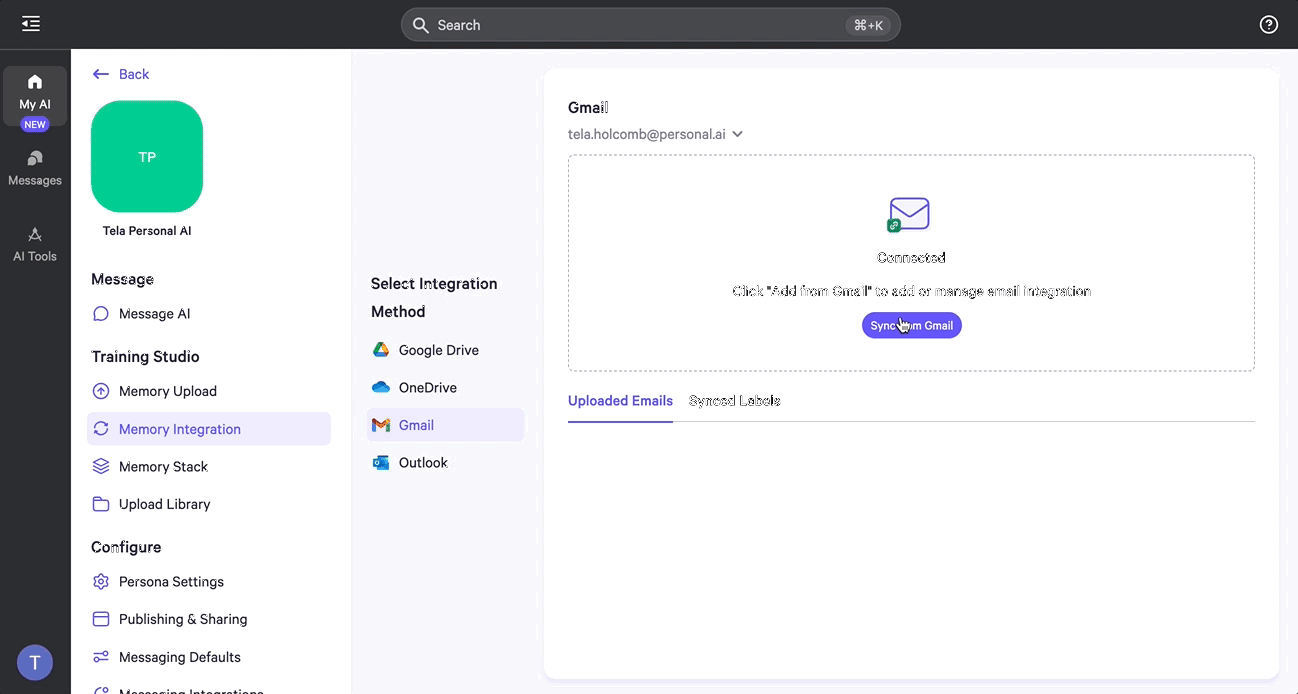 Search
⌘+K
My AI
NEW
Messages
AI Tools
T
Back
TP
Tela Personal AI
Message
Message AI
Training Studio
Memory Upload
Memory Integration
Memory Stack
Upload Library
Configure
Persona Settings
Publishing & Sharing
Messaging Defaults
Messaging Integrations
Select Integration
Method
Google Drive
OneDrive
Gmail
Outlook
Gmail
tela.holcomb@personal.ai
Connected
Click "Add from Gmail" to add or manage email integration
Sync from Gmail
Uploaded Emails
Synced Labels